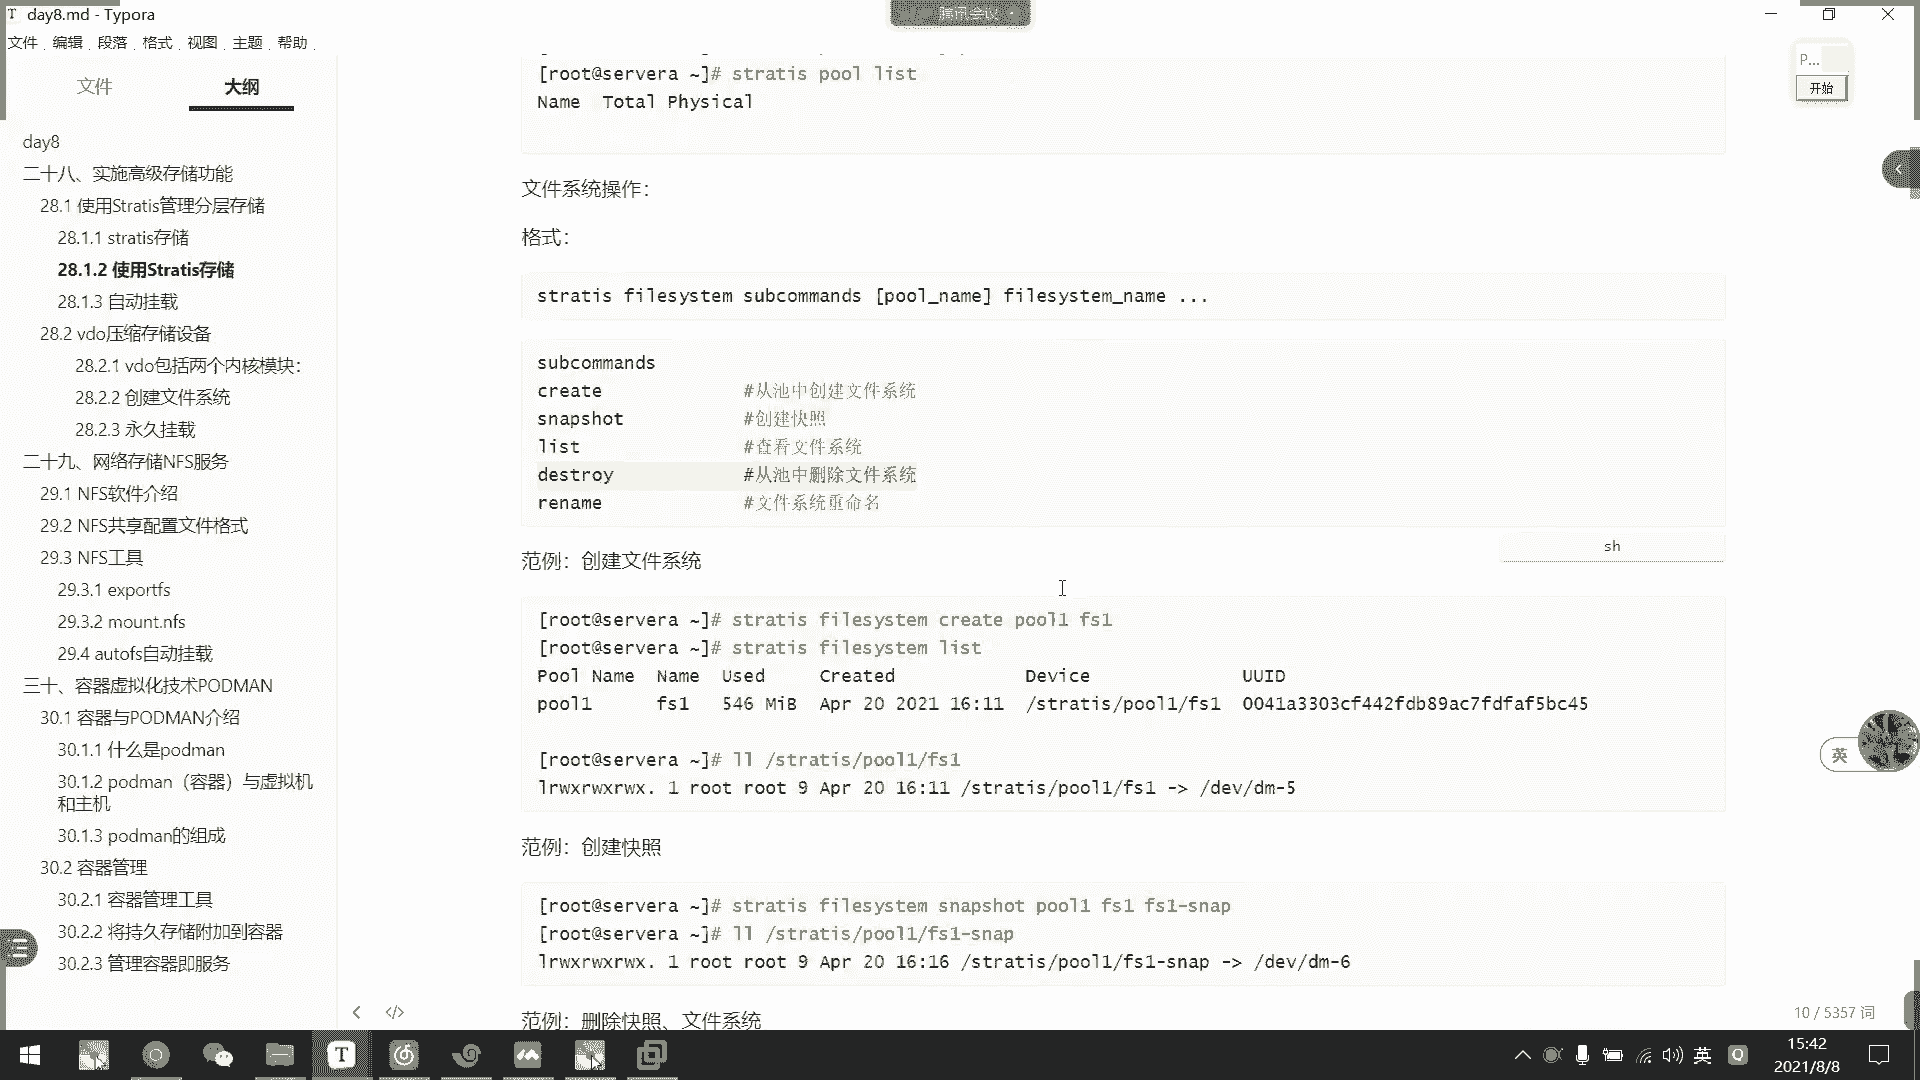 day8.md - Typora
腾讯会议
文件 编辑 段落 格式 视图 主题 帮助
文件 大纲
day8
二十八、实施高级存储功能
28.1 使用Stratis管理分层存储
28.1.1 stratis存储
28.1.2 使用Stratis存储
28.1.3 自动挂载
28.2 vdo压缩存储设备
28.2.1 vdo包括两个内核模块：
28.2.2 创建文件系统
28.2.3 永久挂载
二十九、网络存储NFS服务
29.1 NFS软件介绍
29.2 NFS共享配置文件格式
29.3 NFS工具
29.3.1 exportfs
29.3.2 mount.nfs
29.4 autofs自动挂载
三十、容器虚拟化技术PODMAN
30.1 容器与PODMAN介绍
30.1.1 什么是podman
30.1.2 podman（容器）与虚拟机
和主机
30.1.3 podman的组成
30.2 容器管理
30.2.1 容器管理工具
30.2.2 将持久存储附加到容器
30.2.3 管理容器即服务
[root@servera ~]# stratis pool list
Name  Total Physical
文件系统操作：
格式：
stratis filesystem subcommands [pool_name] filesystem_name ...
subcommands
create #从池中创建文件系统
snapshot #创建快照
list #查看文件系统
destroy #从池中删除文件系统
rename #文件系统重命名
sh
范例：创建文件系统
[root@servera ~]# stratis filesystem create pool1 fs1
[root@servera ~]# stratis filesystem list
Pool Name  Name  Used  Created  Device  UUID
pool1  fs1  546 MiB  Apr 20 2021 16:11  /stratis/pool1/fs1  0041a3303cf442fdb89ac7fdfaf5bc45
[root@servera ~]# ll /stratis/pool1/fs1
lrwxrwxrwx. 1 root root 9 Apr 20 16:11 /stratis/pool1/fs1 -> /dev/dm-5
范例：创建快照
[root@servera ~]# stratis filesystem snapshot pool1 fs1 fs1-snap
[root@servera ~]# ll /stratis/pool1/fs1-snap
lrwxrwxrwx. 1 root root 9 Apr 20 16:16 /stratis/pool1/fs1-snap -> /dev/dm-6
范例：删除快照、文件系统
P...
开始
英
10 / 5357 词
英
15:42
2021/8/8